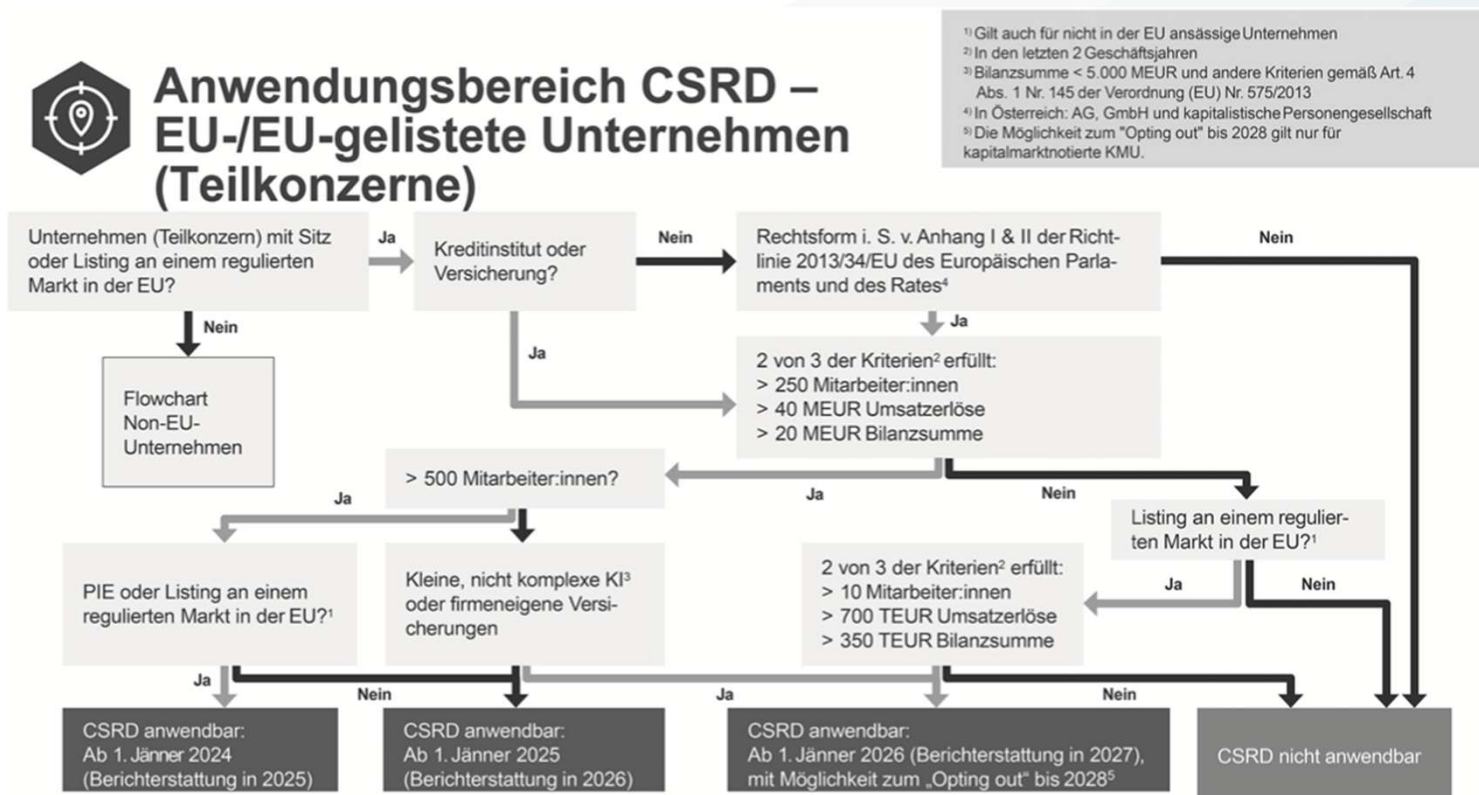 Anwendungsbereich CSRD –
EU-/EU-gelistete Unternehmen
(Teilkonzerne)
¹⁾ Gilt auch für nicht in der EU ansässige Unternehmen
²⁾ In den letzten 2 Geschäftsjahren
³⁾ Bilanzsumme < 5.000 MEUR und andere Kriterien gemäß Art. 4
Abs. 1 Nr. 145 der Verordnung (EU) Nr. 575/2013
⁴⁾ In Österreich: AG, GmbH und kapitalistische Personengesellschaft
⁵⁾ Die Möglichkeit zum "Opting out" bis 2028 gilt nur für
kapitalmarktnotierte KMU.
Unternehmen (Teilkonzern) mit Sitz
oder Listing an einem regulierten
Markt in der EU?
Ja
Kreditinstitut oder
Versicherung?
Nein
Rechtsform i. S. v. Anhang I & II der Richt-
linie 2013/34/EU des Europäischen Parla-
ments und des Rates⁴
Nein
Nein
Ja
Ja
Flowchart
Non-EU-
Unternehmen
2 von 3 der Kriterien² erfüllt:
> 250 Mitarbeiter:innen
> 40 MEUR Umsatzerlöse
> 20 MEUR Bilanzsumme
> 500 Mitarbeiter:innen?
Ja
Ja
Nein
Listing an einem regulier-
ten Markt in der EU?¹
PIE oder Listing an einem
regulierten Markt in der EU?¹
Kleine, nicht komplexe KI³
oder firmeneigene Versi-
cherungen
2 von 3 der Kriterien² erfüllt:
> 10 Mitarbeiter:innen
> 700 TEUR Umsatzerlöse
> 350 TEUR Bilanzsumme
Ja
Nein
Ja
Nein
Ja
Nein
CSRD anwendbar:
Ab 1. Jänner 2024
(Berichterstattung in 2025)
CSRD anwendbar:
Ab 1. Jänner 2025
(Berichterstattung in 2026)
CSRD anwendbar:
Ab 1. Jänner 2026 (Berichterstattung in 2027),
mit Möglichkeit zum „Opting out“ bis 2028⁵
CSRD nicht anwendbar